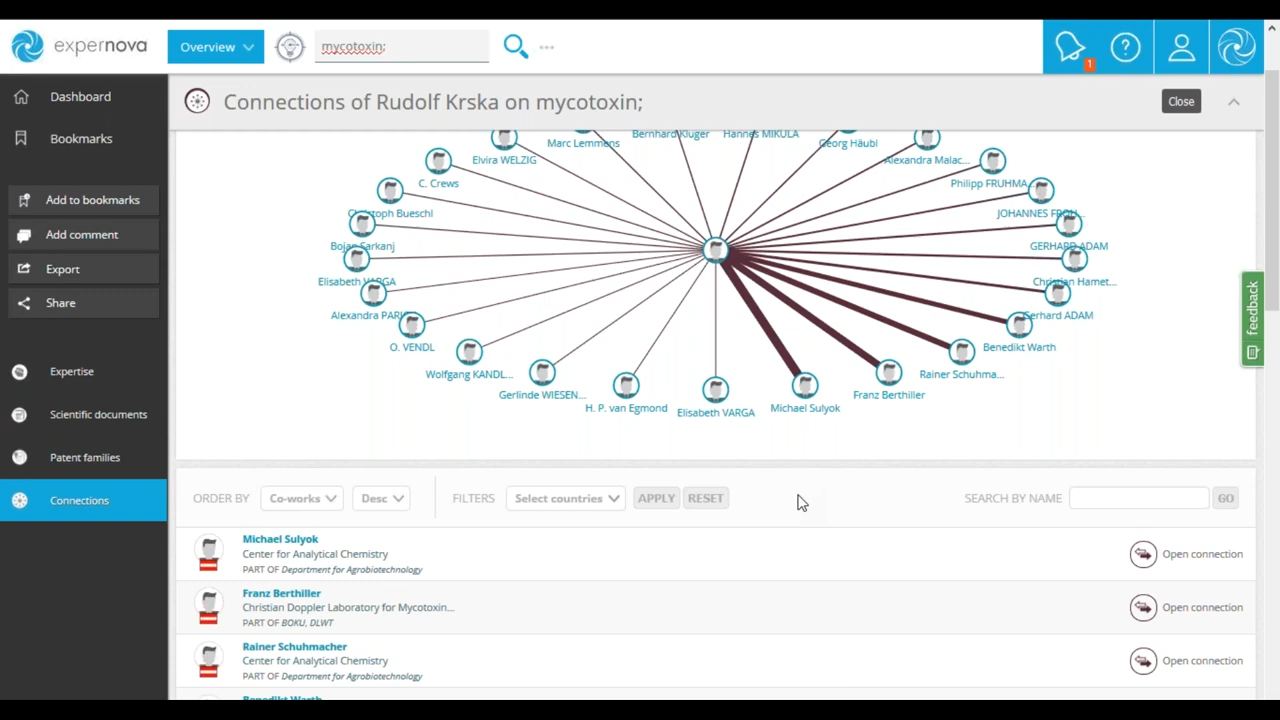 expernova
Overview
mycotoxin;
1
Dashboard
Bookmarks
Add to bookmarks
Add comment
Export
Share
Expertise
Scientific documents
Patent families
Connections
Connections of Rudolf Krska on mycotoxin;
Close
Bernhard Kluger
Hannes MIKULA
Marc Lemmens
Georg Häubl
Elvira WELZIG
Alexandra Malac...
C. Crews
Philipp FRUHMA...
Christoph Bueschl
JOHANNES FROH...
Bojan Sarkanj
GERHARD ADAM
Elisabeth VARGA
Christian Hamet...
Alexandra
Gerhard ADAM
O. VENDL
Benedikt Warth
Wolfgang KANDL...
Rainer Schuhma...
Gerlinde WIESEN...
Franz Berthiller
H. P. van Egmond
Elisabeth VARGA
Michael Sulyok
feedback
ORDER BY Co-works Desc FILTERS Select countries APPLY RESET SEARCH BY NAME GO
Michael Sulyok
Center for Analytical Chemistry
PART OF Department for Agrobiotechnology
Open connection
Franz Berthiller
Christian Doppler Laboratory for Mycotoxin...
PART OF BOKU, DLWT
Open connection
Rainer Schuhmacher
Center for Analytical Chemistry
PART OF Department for Agrobiotechnology
Open connection
Benedikt Warth